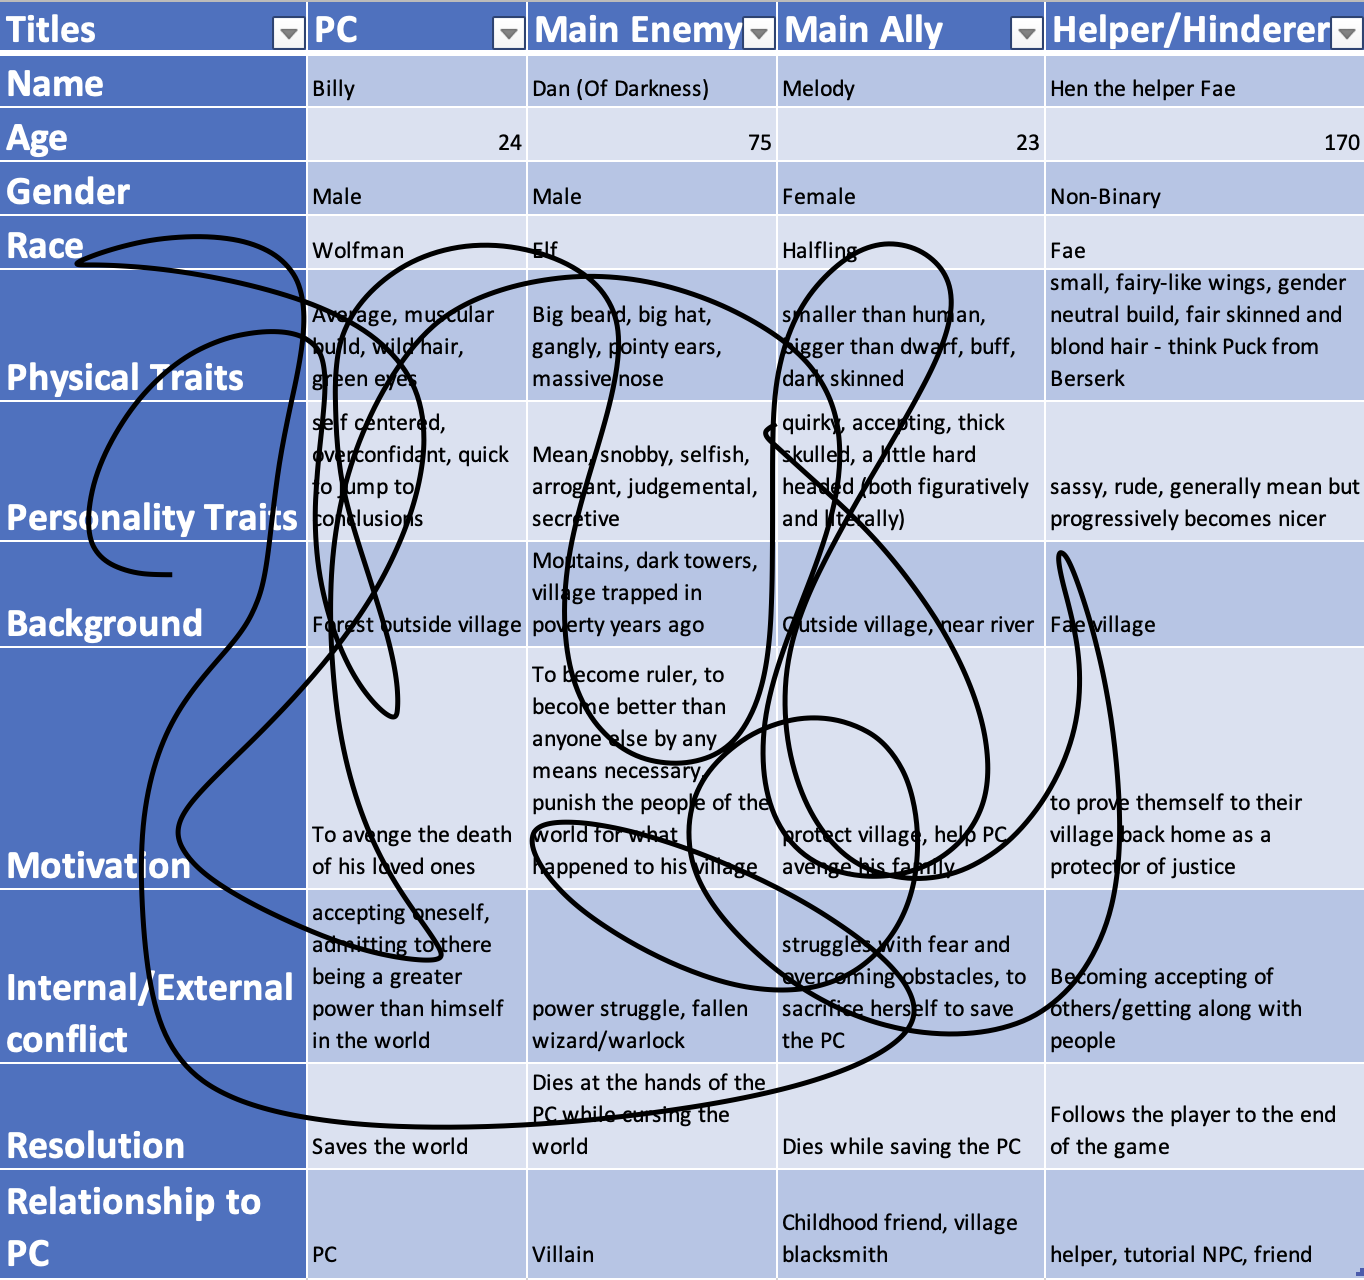 Titles PC Main Enemy Main Ally Helper/Hinderer
Name Billy Dan (Of Darkness) Melody Hen the helper Fae
Age 24 75 23 170
Gender Male Male Female Non-Binary
Race Wolfman Elf Halfling Fae
Physical Traits
Average, muscular
build, wild hair,
green eyes
Big beard, big hat,
gangly, pointy ears,
massive nose
smaller than human,
bigger than dwarf, buff,
dark skinned
small, fairy-like wings, gender
neutral build, fair skinned and
blond hair - think Puck from
Berserk
Personality Traits
self centered,
overconfidant, quick
to jump to
conclusions
Mean, snobby, selfish,
arrogant, judgemental,
secretive
quirky, accepting, thick
skulled, a little hard
headed (both figuratively
and literally)
sassy, rude, generally mean but
progressively becomes nicer
Background
Forest outside village
Moutains, dark towers,
village trapped in
poverty years ago
Outside village, near river
Fae village
Motivation
To avenge the death
of his loved ones
To become ruler, to
become better than
anyone else by any
means necessary,
punish the people of the
world for what
happened to his village
protect village, help PC
avenge his family
to prove themself to their
village back home as a
protector of justice
Internal/External
conflict
accepting oneself,
admitting to there
being a greater
power than himself
in the world
power struggle, fallen
wizard/warlock
struggles with fear and
overcoming obstacles, to
sacrifice herself to save
the PC
Becoming accepting of
others/getting along with
people
Resolution
Saves the world
Dies at the hands of the
PC while cursing the
world
Dies while saving the PC
Follows the player to the end
of the game
Relationship to
PC
PC
Villain
Childhood friend, village
blacksmith
helper, tutorial NPC, friend